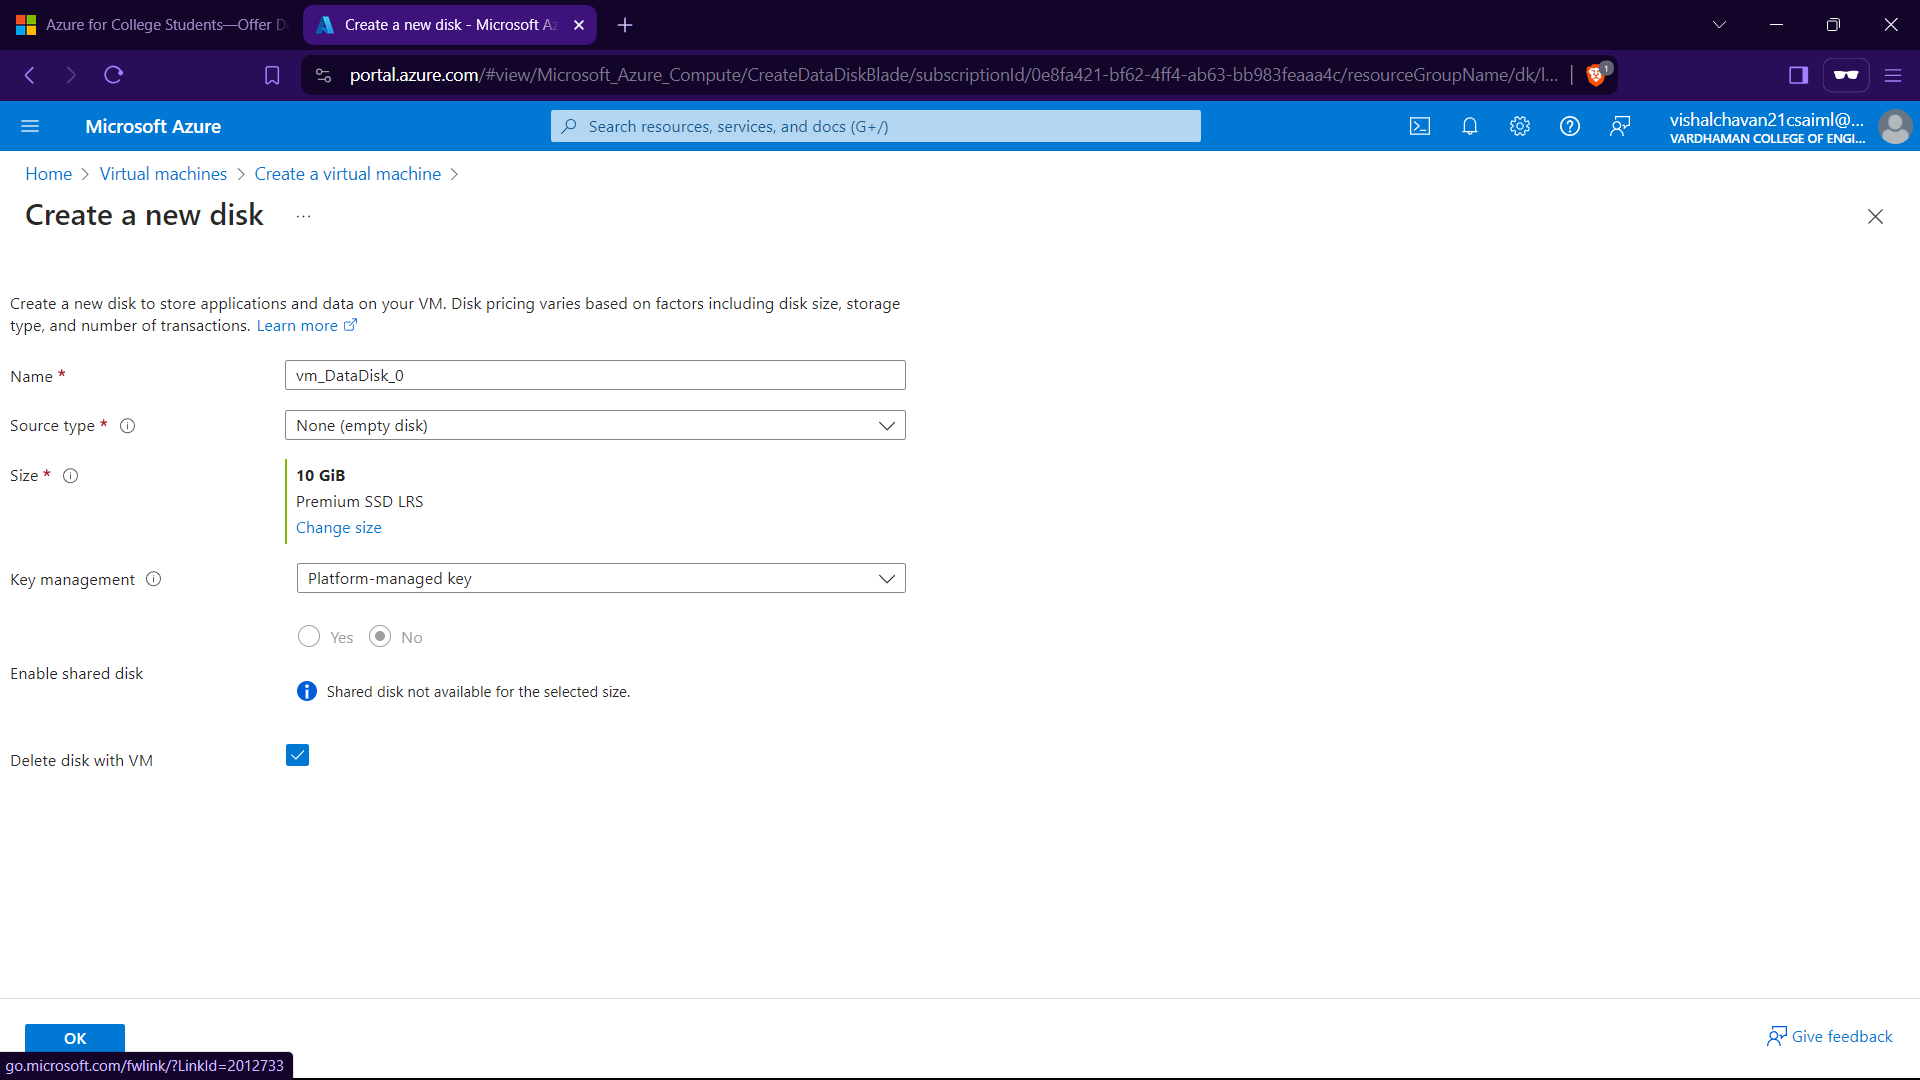 Azure for College Students—Offer D
Create a new disk - Microsoft Az
portal.azure.com/#view/Microsoft_Azure_Compute/CreateDataDiskBlade/subscriptionId/0e8fa421-bf62-4ff4-ab63-bb983feaaa4c/resourceGroupName/dk/l...
1
Microsoft Azure
Search resources, services, and docs (G+/)
vishalchavan21csaiml@...
VARDHAMAN COLLEGE OF ENGI...
Home > Virtual machines > Create a virtual machine >
Create a new disk ...
Create a new disk to store applications and data on your VM. Disk pricing varies based on factors including disk size, storage
type, and number of transactions. Learn more
Name *
vm_DataDisk_0
Source type *
None (empty disk)
Size *
10 GiB
Premium SSD LRS
Change size
Key management
Platform-managed key
Yes No
Enable shared disk
Shared disk not available for the selected size.
Delete disk with VM
OK
Give feedback
go.microsoft.com/fwlink/?LinkId=2012733